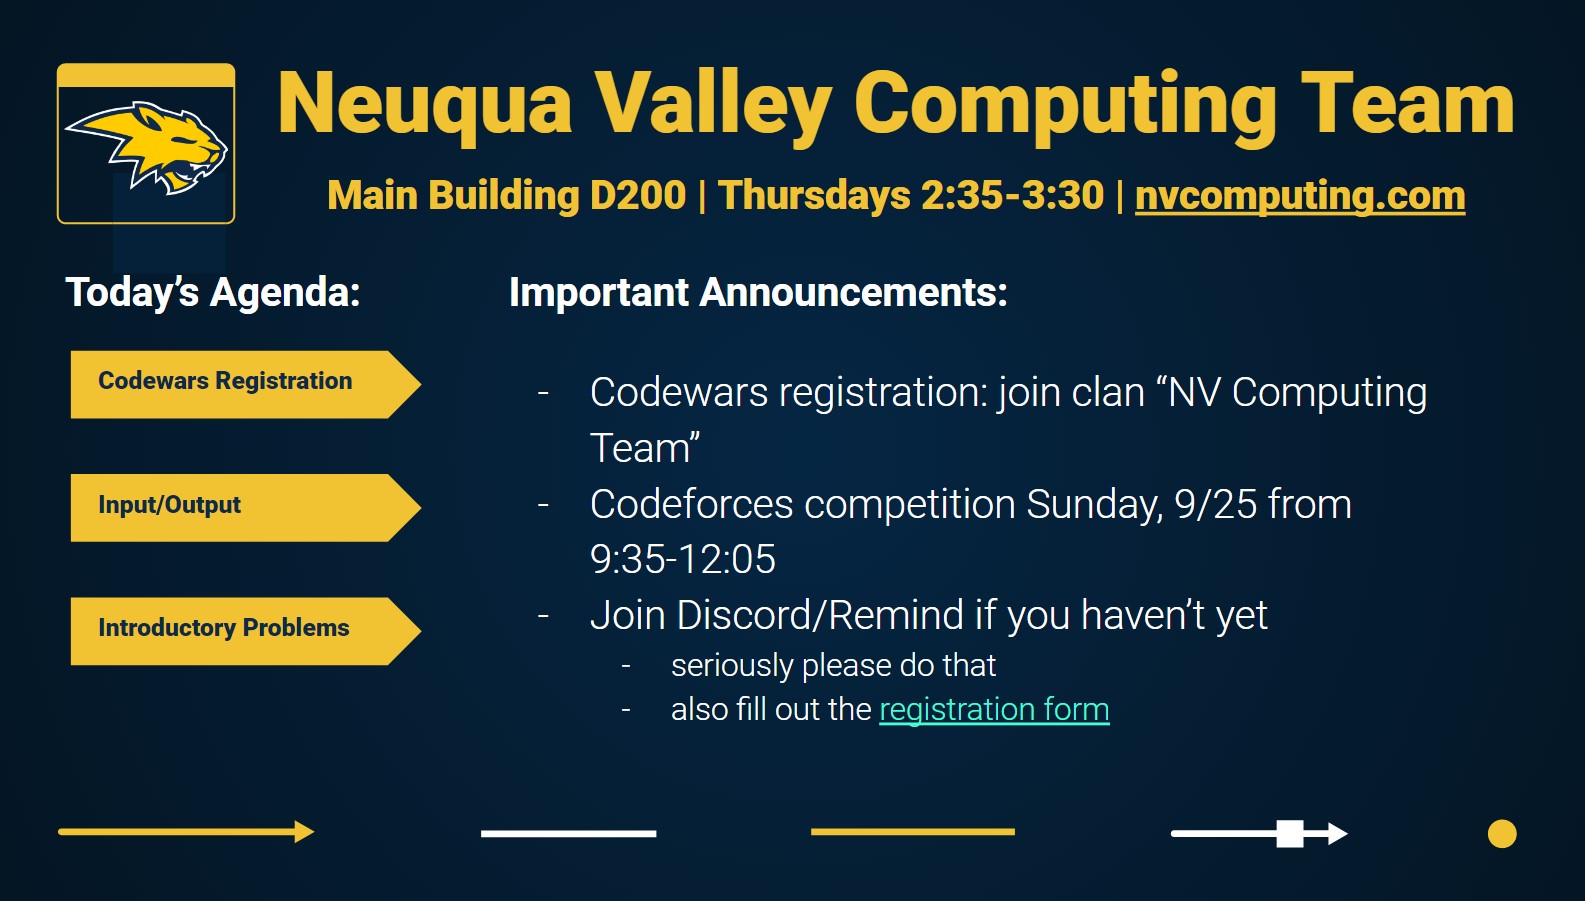 Neuqua Valley Computing Team
Main Building D200 | Thursdays 2:35-3:30 | nvcomputing.com
Today’s Agenda:
Codewars Registration
Input/Output
Introductory Problems
Important Announcements:
- Codewars registration: join clan “NV Computing
Team”
- Codeforces competition Sunday, 9/25 from
9:35-12:05
- Join Discord/Remind if you haven’t yet
- seriously please do that
- also fill out the registration form